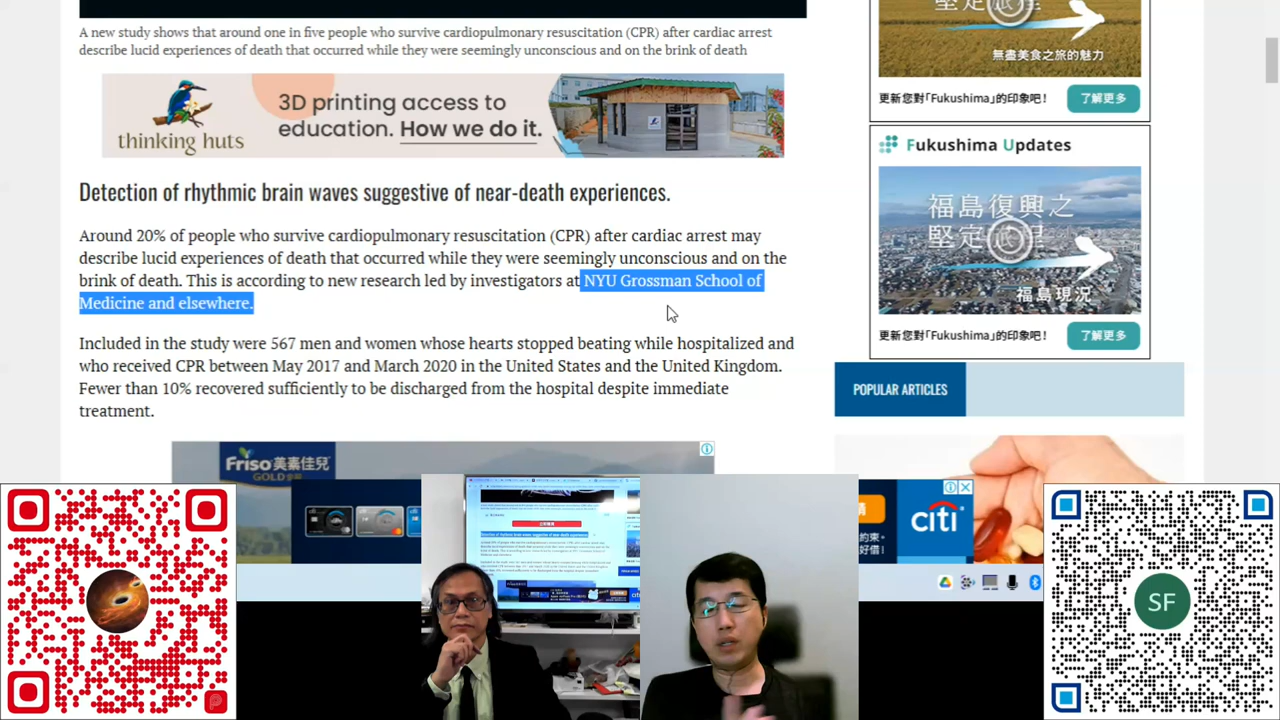 A new study shows that around one in five people who survive cardiopulmonary resuscitation (CPR) after cardiac arrest
describe lucid experiences of death that occurred while they were seemingly unconscious and on the brink of death
thinking huts
3D printing access to
education. How we do it.
Detection of rhythmic brain waves suggestive of near-death experiences.
Around 20% of people who survive cardiopulmonary resuscitation (CPR) after cardiac arrest may
describe lucid experiences of death that occurred while they were seemingly unconscious and on the
brink of death. This is according to new research led by investigators at NYU Grossman School of
Medicine and elsewhere.
Included in the study were 567 men and women whose hearts stopped beating while hospitalized and
who received CPR between May 2017 and March 2020 in the United States and the United Kingdom.
Fewer than 10% recovered sufficiently to be discharged from the hospital despite immediate
treatment.
無盡美食之旅的魅力
更新您對「Fukushima」的印象吧！
了解更多
Fukushima Updates
福島復興之
堅定旅程
福島現況
更新您對「Fukushima」的印象吧！
了解更多
POPULAR ARTICLES
Friso 美素佳兒
GOLD
citi
約束。
好借！
SF